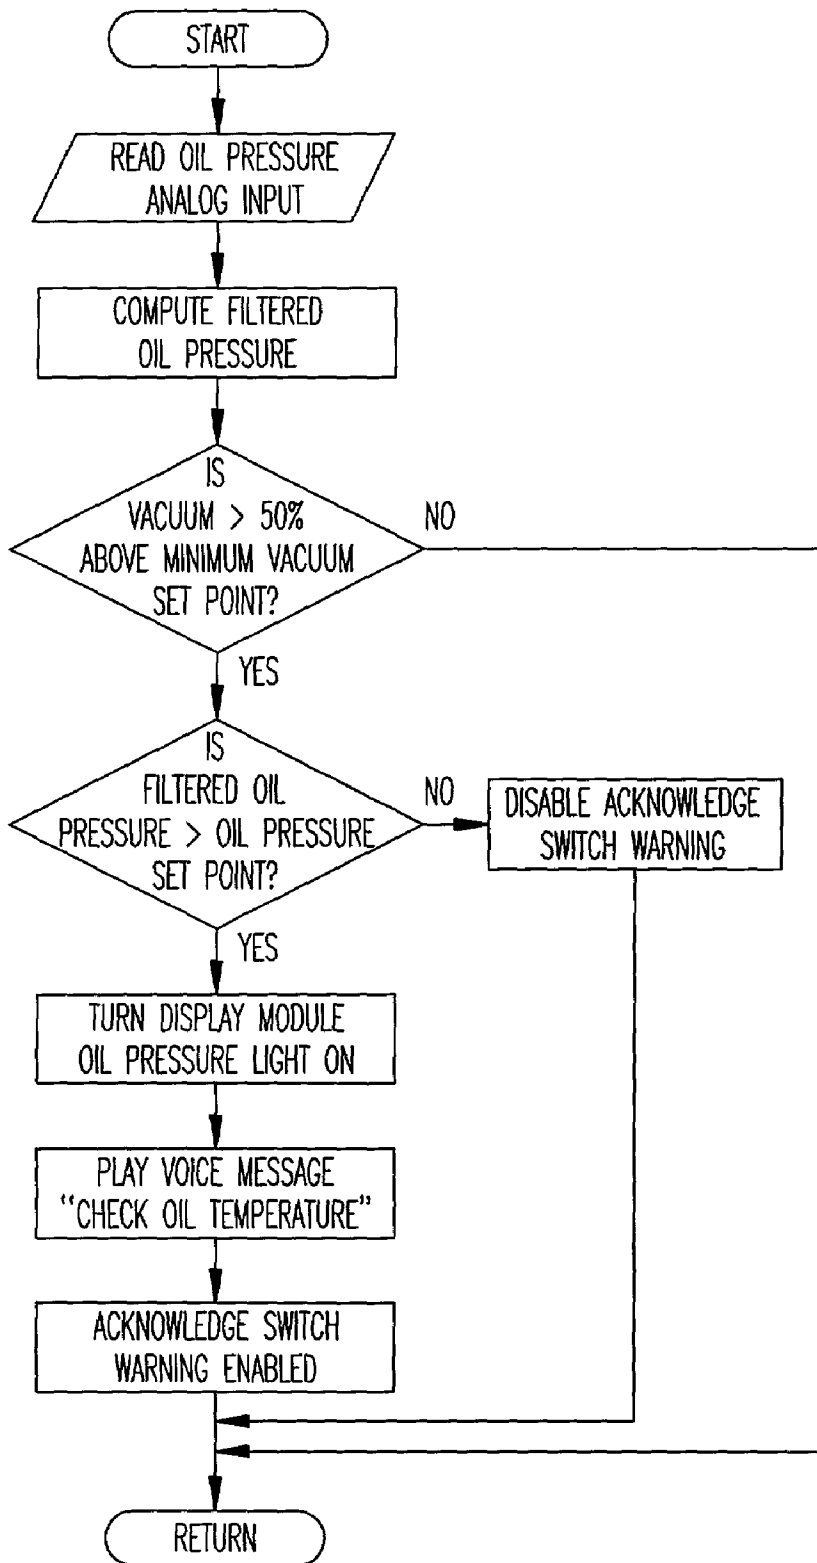 START
READ OIL PRESSURE
ANALOG INPUT
COMPUTE FILTERED
OIL PRESSURE
IS
VACUUM > 50%
ABOVE MINIMUM VACUUM
SET POINT?
NO
YES
IS
FILTERED OIL
PRESSURE > OIL PRESSURE
SET POINT?
NO
DISABLE ACKNOWLEDGE
SWITCH WARNING
YES
TURN DISPLAY MODULE
OIL PRESSURE LIGHT ON
PLAY VOICE MESSAGE
“CHECK OIL TEMPERATURE”
ACKNOWLEDGE SWITCH
WARNING ENABLED
RETURN